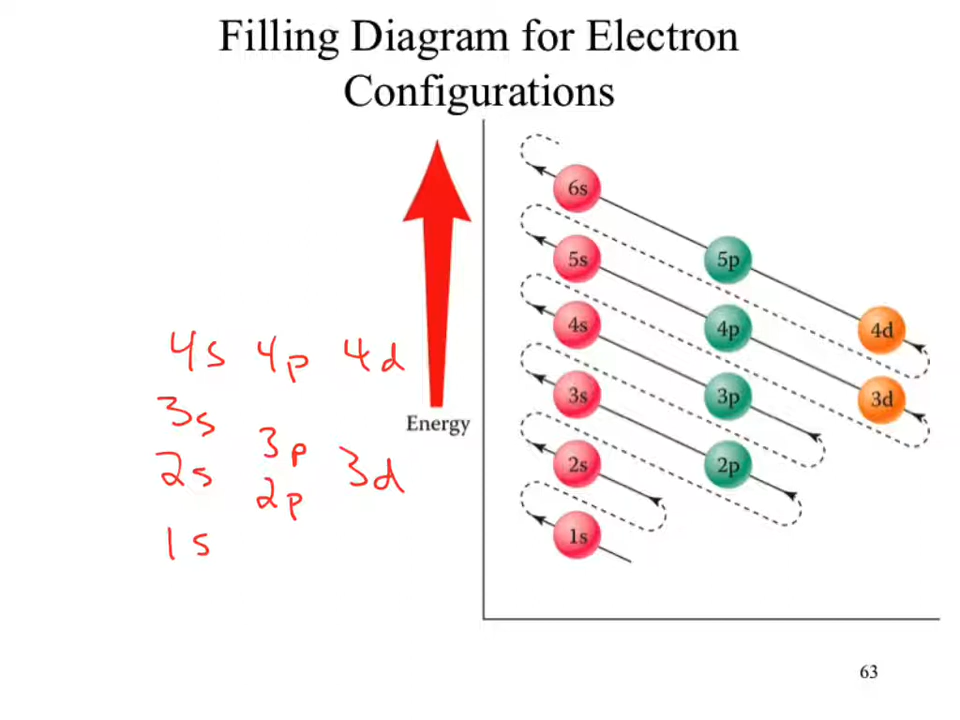 Filling Diagram for Electron
Configurations
6s
5s 5p
4s 4p 4d
3s 3p 3d
2s 2p
1s
Energy
4s 4p 4d
3s
3p
2s 3d
2p
1s
63